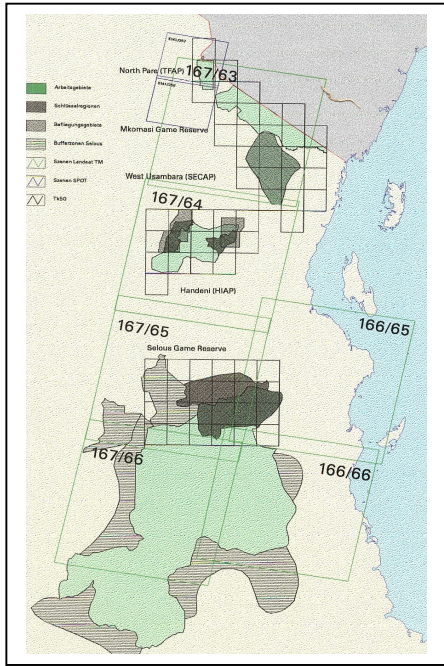 North Pare (TFAP)
167/63
Arbeitsgebiete
Schlüsselregionen
Befliegungsgebiete
Mkomasi Game Reserve
Bufferzonen Selous
Szenen Landsat TM
West Usambara (SECAP)
Szenen SPOT
TK50
167/64
Handeni (HIAP)
167/65
166/65
Selous Game Reserve
167/66
166/66